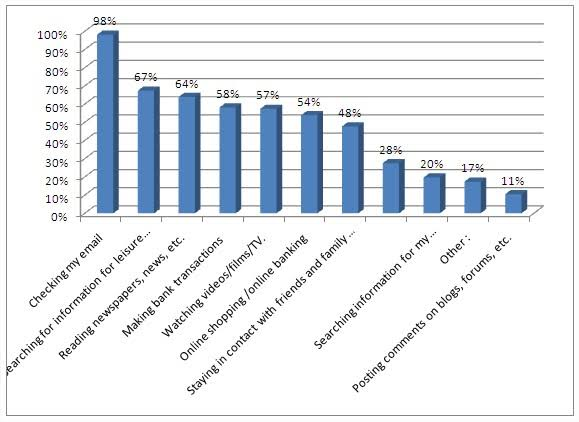 98%
100%
90%
80%
70%
60%
50%
40%
30%
20%
10%
0%
67%
64%
58%
57%
54%
48%
28%
20%
17%
11%
Checking my email
earching for information for leisure...
Reading newspapers, news, etc.
Making bank transactions
Watching videos/films/TV.
Online shopping /online banking
Staying in contact with friends and family...
Searching information for my...
Other :
Posting comments on blogs, forums, etc.